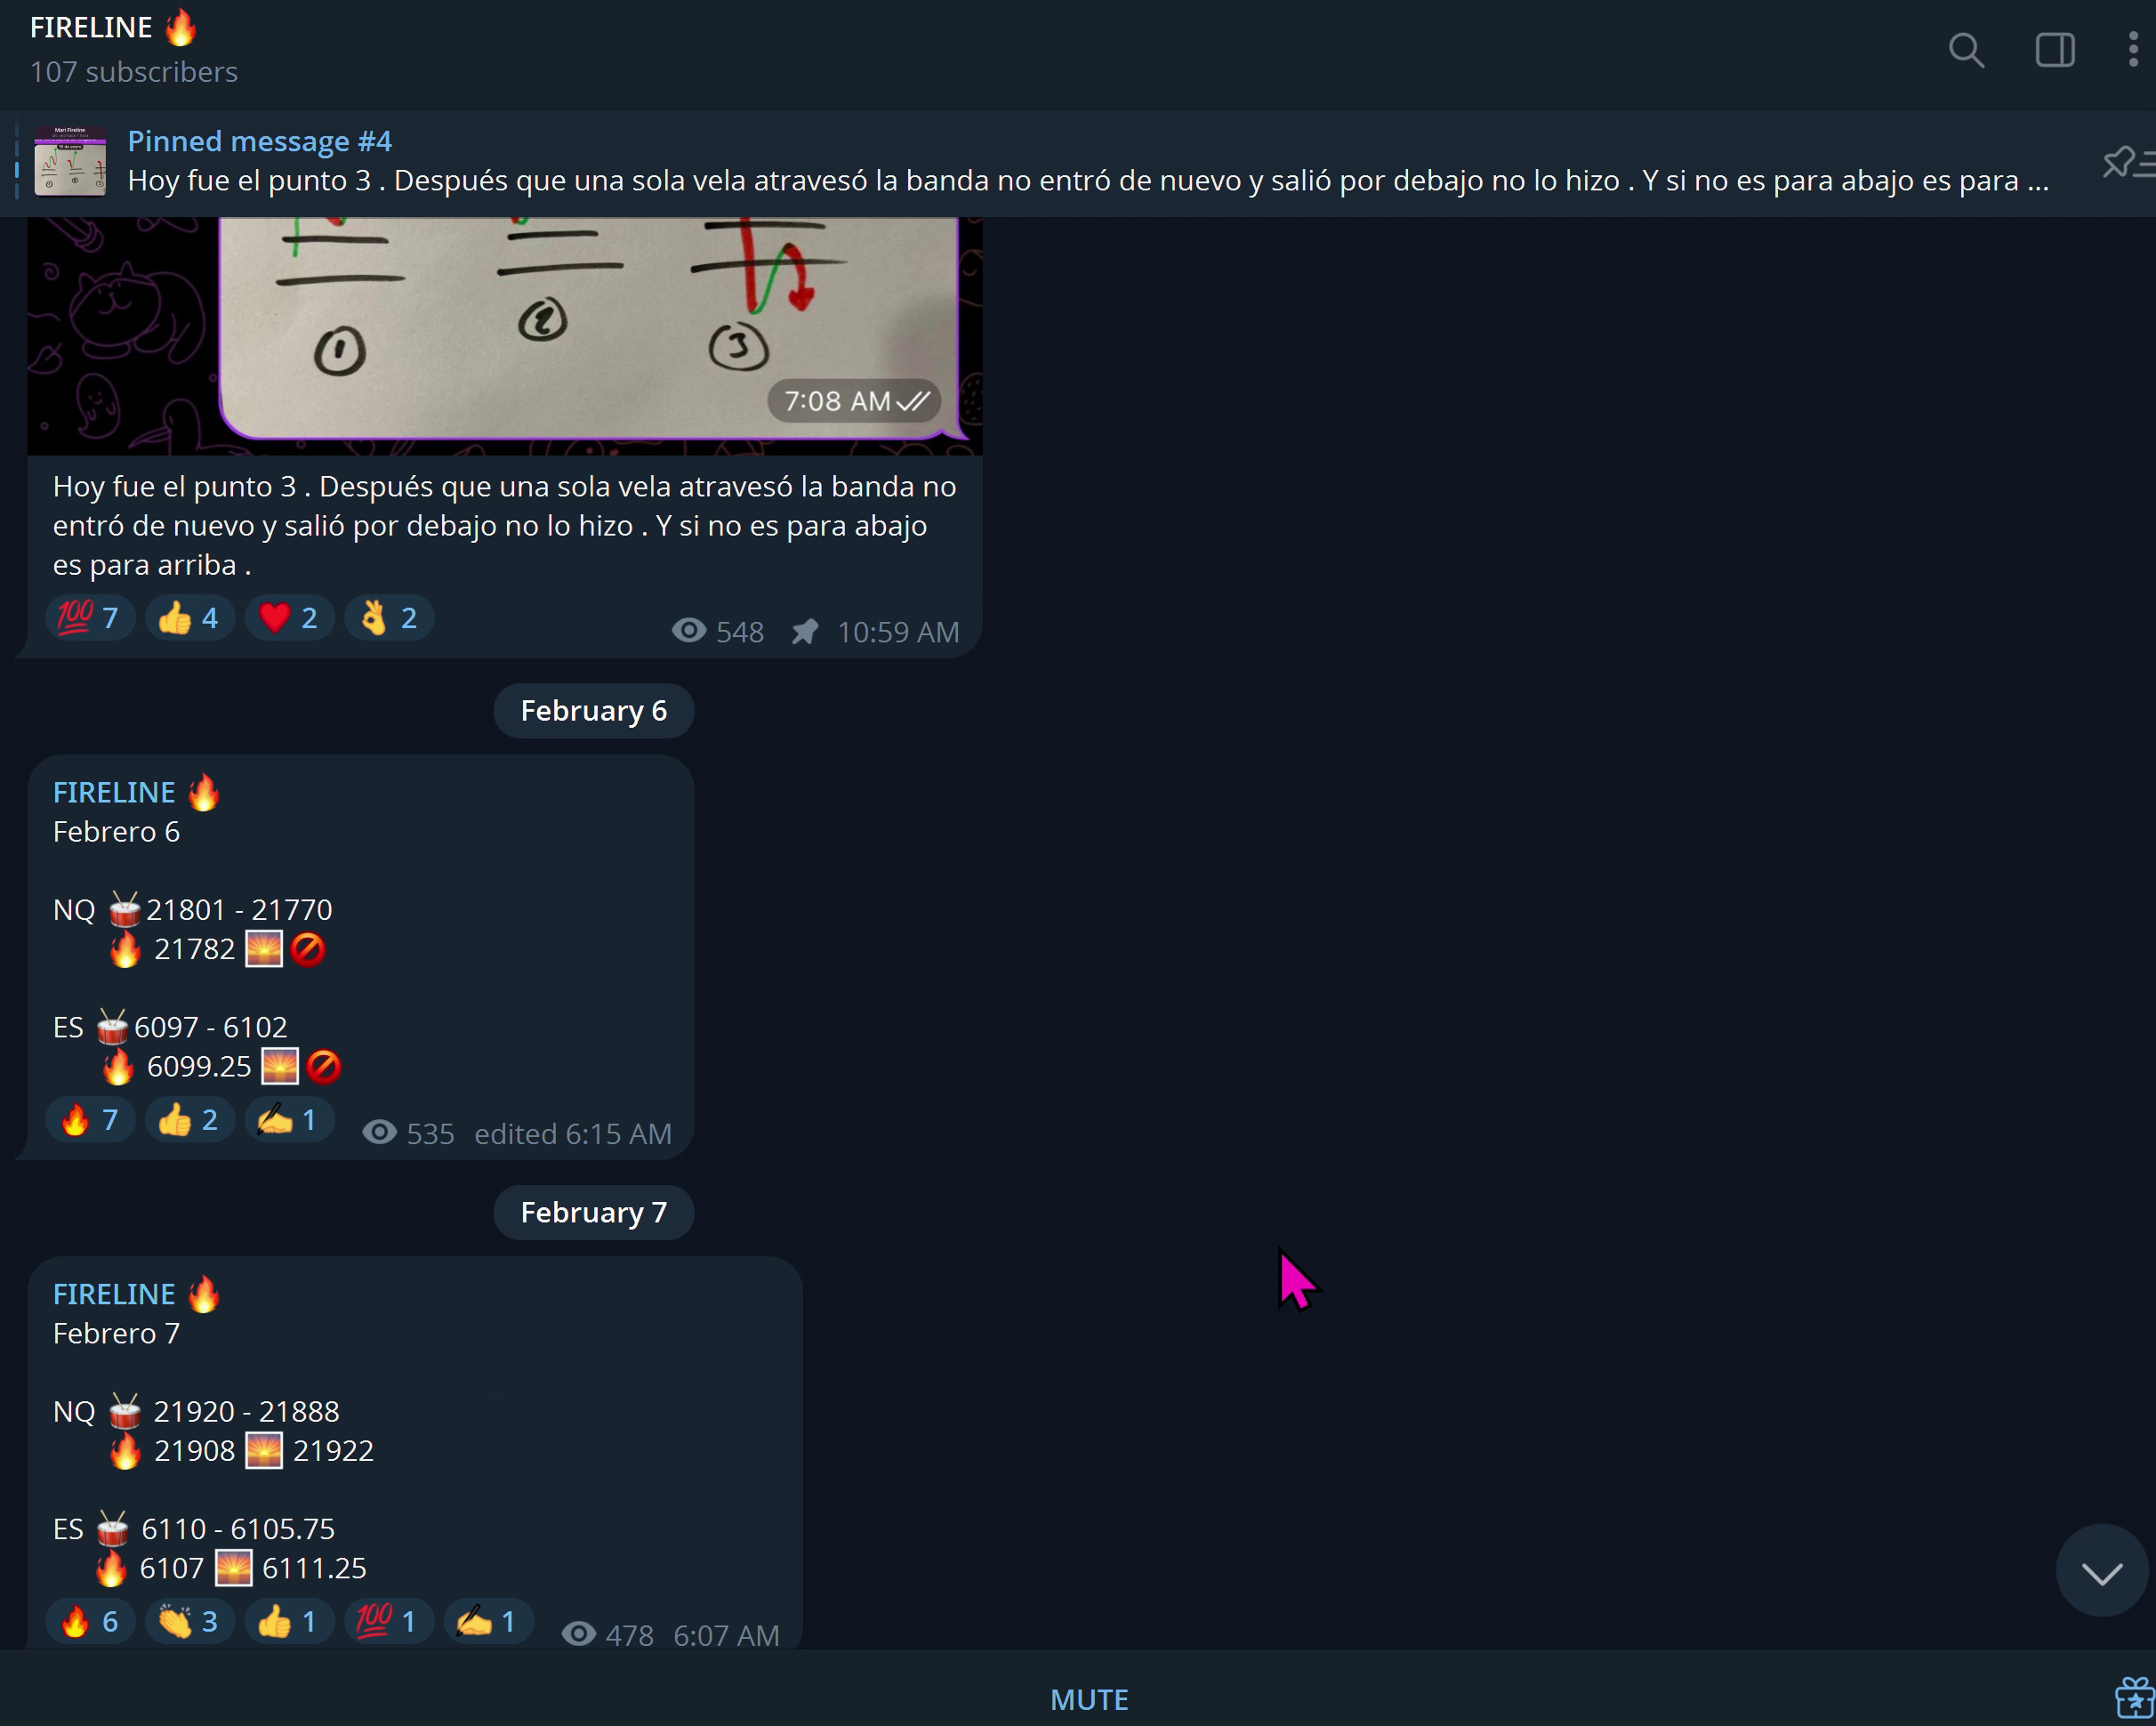 FIRELINE 🔥
107 subscribers
Pinned message #4
Hoy fue el punto 3 . Después que una sola vela atravesó la banda no entró de nuevo y salió por debajo no lo hizo . Y si no es para abajo es para ...
1
2
3
7:08 AM
Hoy fue el punto 3 . Después que una sola vela atravesó la banda no
entró de nuevo y salió por debajo no lo hizo . Y si no es para abajo
es para arriba .
💯 7 👍 4 ❤️ 2 👌 2 548 10:59 AM
February 6
FIRELINE 🔥
Febrero 6
NQ 🥁21801 - 21770
🔥 21782 🌅🚫
ES 🥁6097 - 6102
🔥 6099.25 🌅🚫
🔥 7 👍 2 ✍️ 1 535 edited 6:15 AM
February 7
FIRELINE 🔥
Febrero 7
NQ 🥁 21920 - 21888
🔥 21908 🌅 21922
ES 🥁 6110 - 6105.75
🔥 6107 🌅 6111.25
🔥 6 👏 3 👍 1 💯 1 ✍️ 1 478 6:07 AM
MUTE